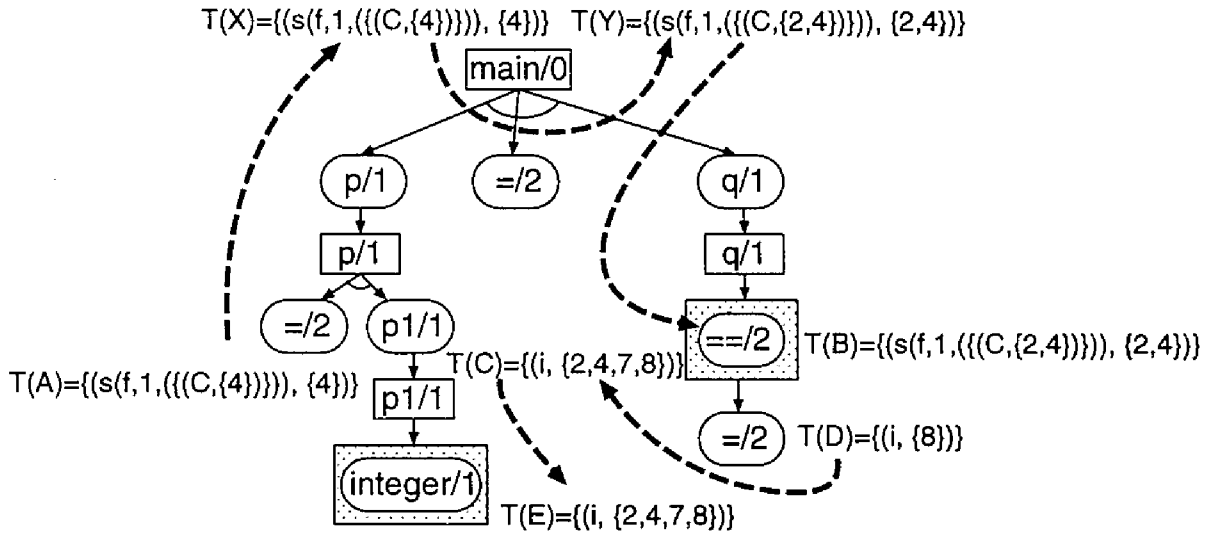 T(X)={(s(f,1,({(C,{4})})), {4})} T(Y)={(s(f,1,({(C,{2,4})})), {2,4})}
main/0
p/1 =/2 q/1
p/1 q/1
=/2 p1/1 ==/2 T(B)={(s(f,1,({(C,{2,4})})), {2,4})}
T(A)={(s(f,1,({(C,{4})})), {4})} T(C)={(i, {2,4,7,8})}
p1/1
=/2 T(D)={(i, {8})}
integer/1
T(E)={(i, {2,4,7,8})}